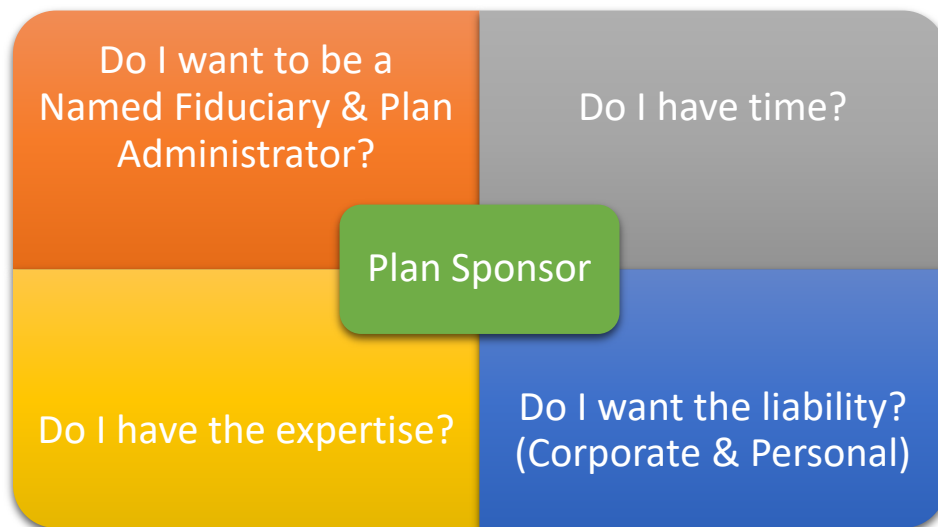 Do I want to be a
Named Fiduciary & Plan
Administrator?
Do I have time?
Plan Sponsor
Do I have the expertise?
Do I want the liability?
(Corporate & Personal)